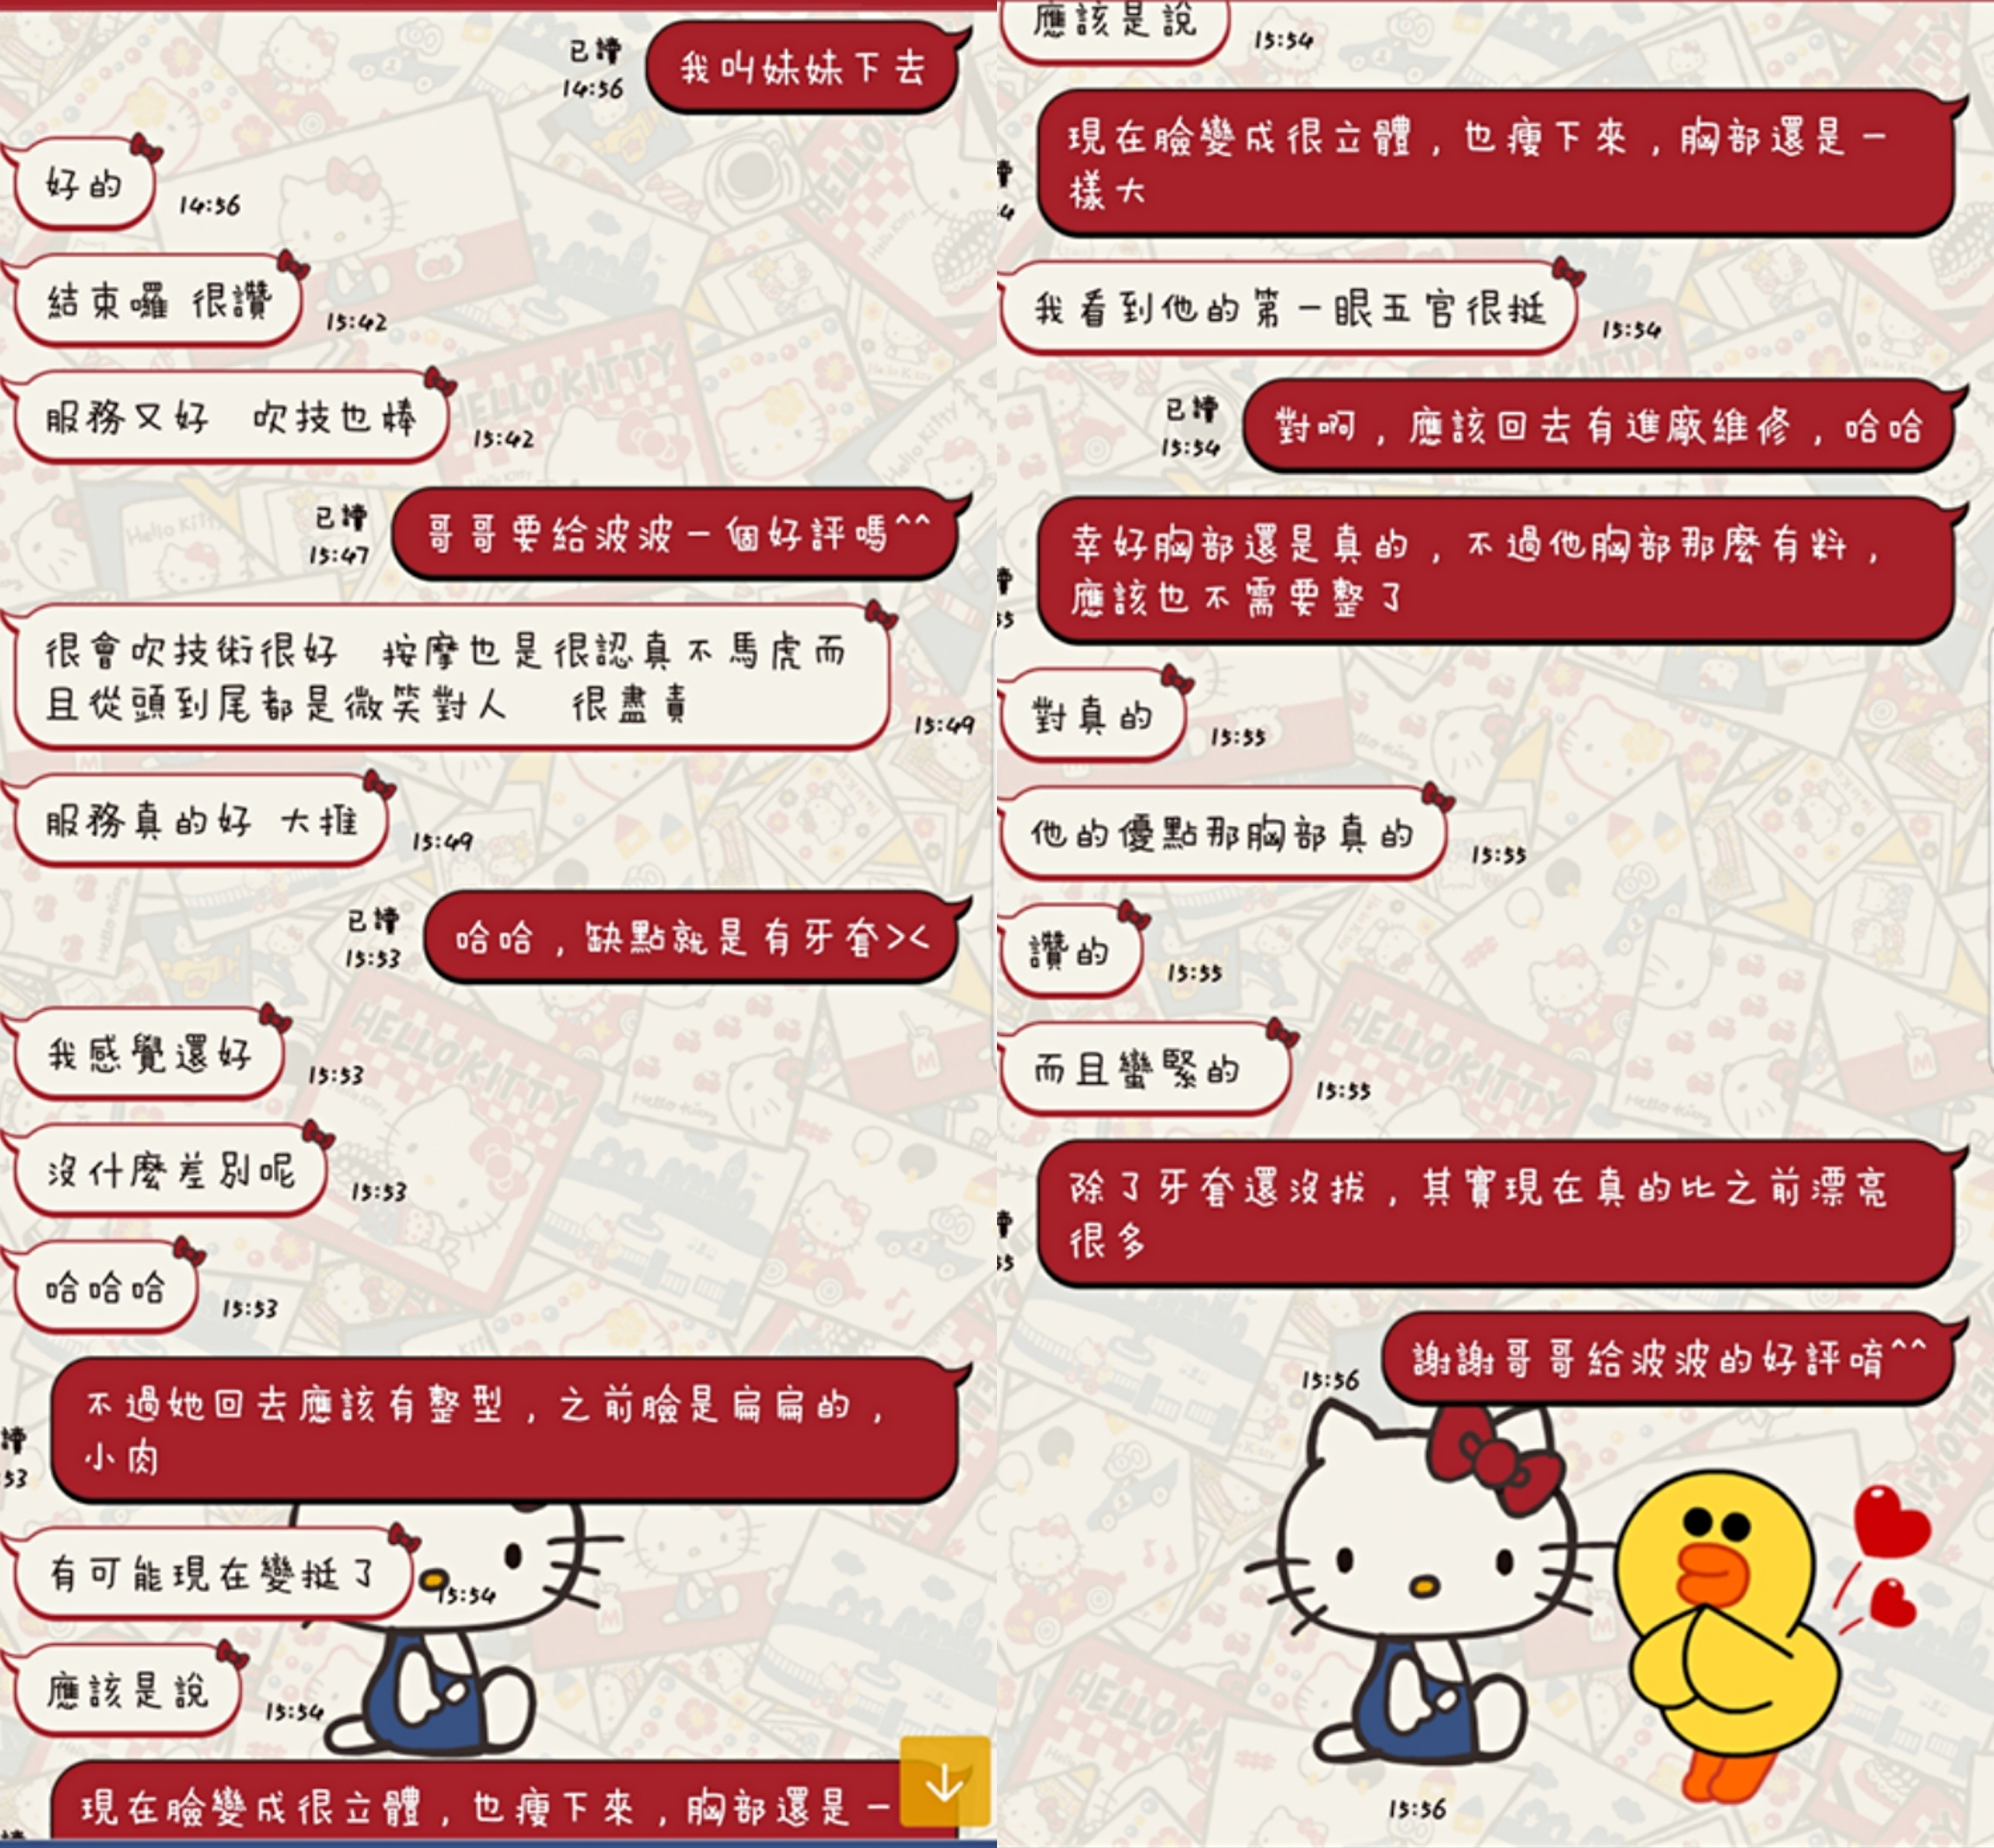 已讀
14:56
我叫妹妹下去
好的
14:56
結束囉 很讚
15:42
服務又好 吹技也棒
15:42
已讀
15:47
哥哥要給波波一個好評嗎^^
很會吹技術很好 按摩也是很認真不馬虎而
且從頭到尾都是微笑對人 很盡責
15:49
服務真的好 大推
15:49
已讀
15:53
哈哈，缺點就是有牙套><
我感覺還好
15:53
沒什麼差別呢
15:53
哈哈哈
15:53
不過她回去應該有整型，之前臉是扁扁的，
小肉
讀
53
有可能現在變挺了
15:54
應該是說
15:54
現在臉變成很立體，也瘦下來，胸部還是一
應該是說
15:54
現在臉變成很立體，也瘦下來，胸部還是一
樣大
我看到他的第一眼五官很挺
15:54
已讀
15:54
對啊，應該回去有進廠維修，哈哈
幸好胸部還是真的，不過他胸部那麼有料，
應該也不需要整了
對真的
15:55
他的優點那胸部真的
15:55
讚的
15:55
而且蠻緊的
15:55
除了牙套還沒拔，其實現在真的比之前漂亮
很多
15:56
謝謝哥哥給波波的好評唷^^
15:56